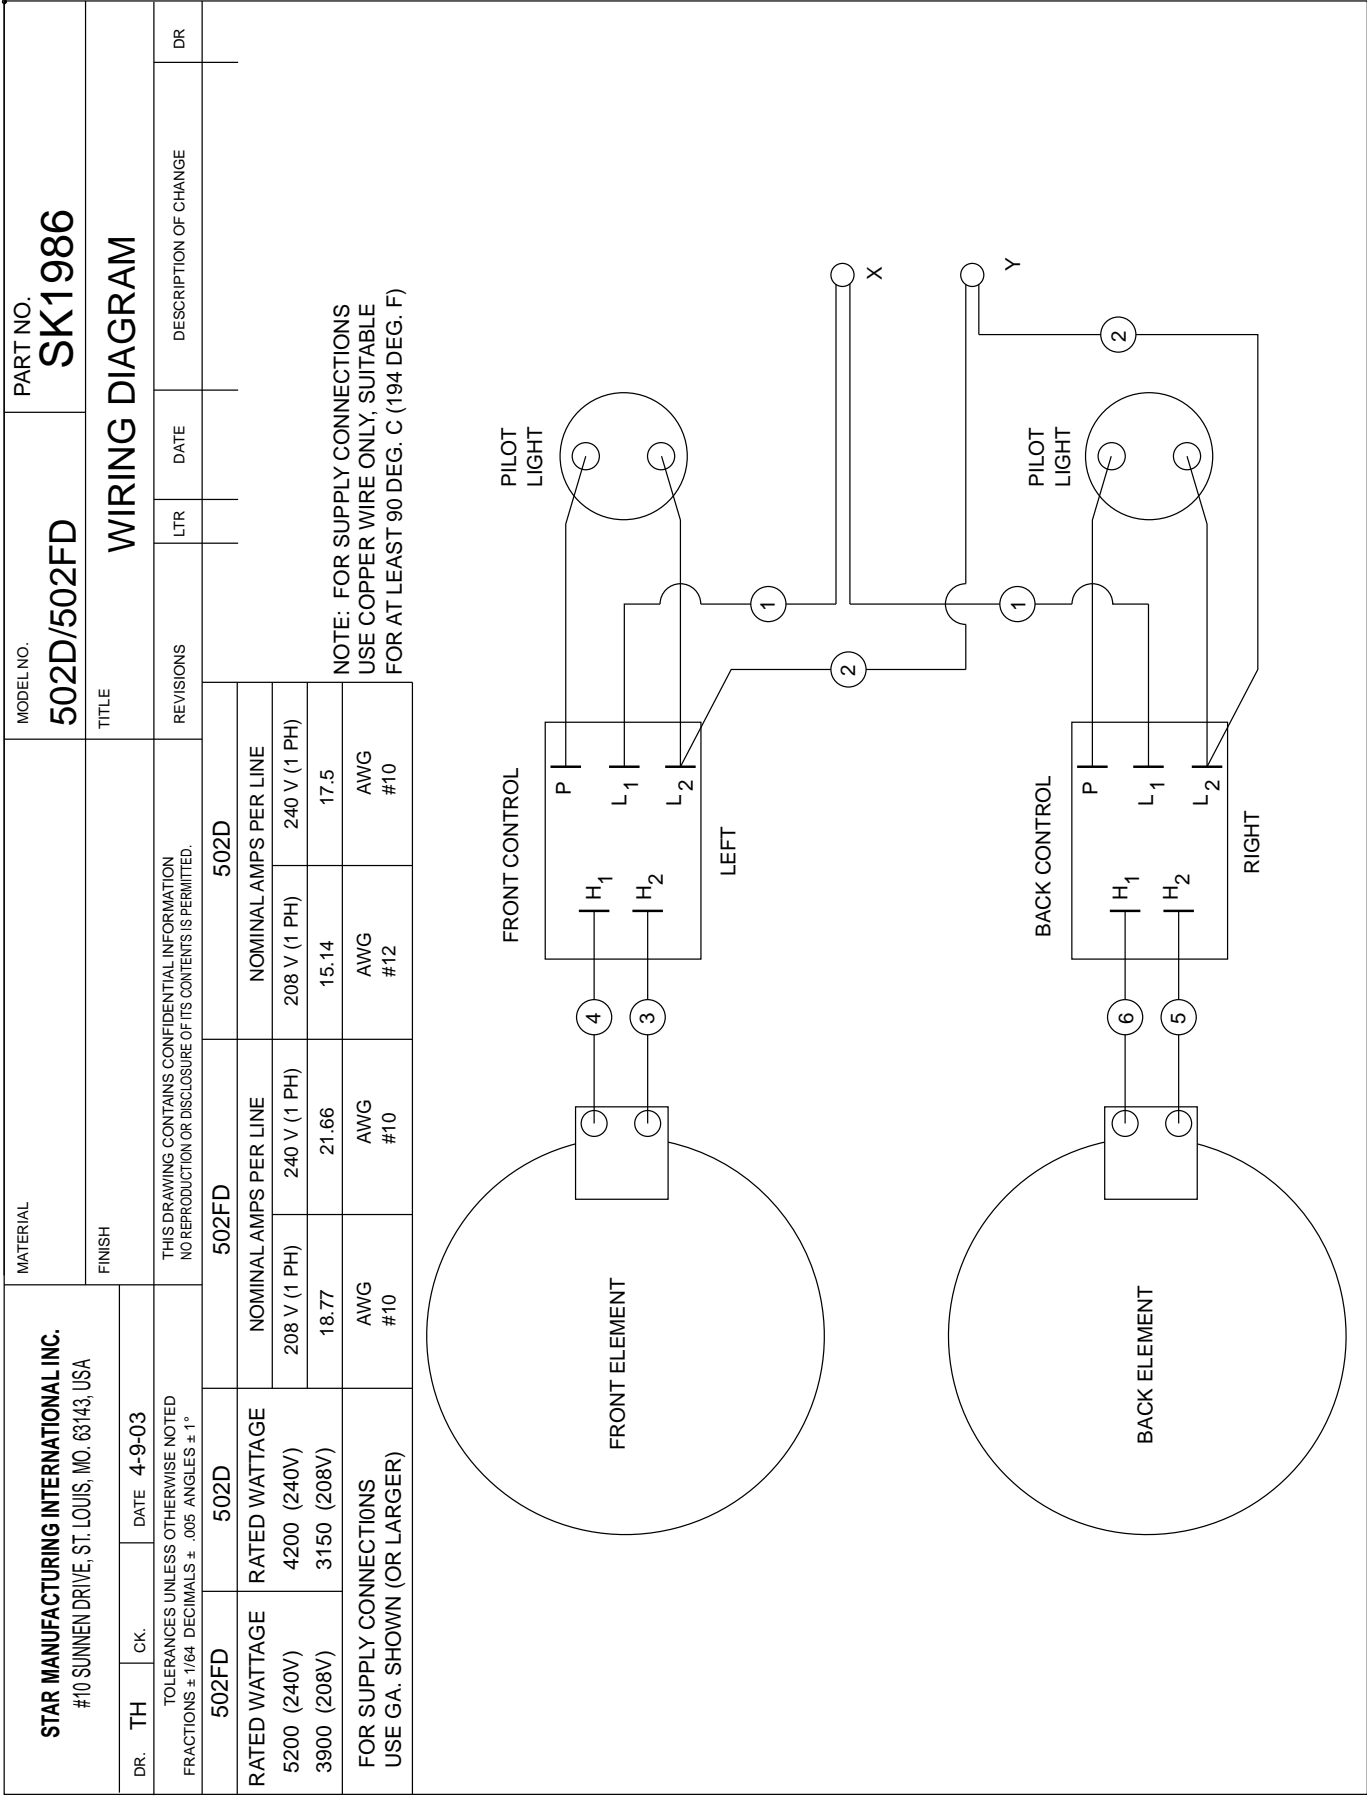 STAR MANUFACTURING INTERNATIONAL INC.
#10 SUNNEN DRIVE, ST. LOUIS, MO. 63143, USA
DR. TH
CK.
DATE 4-9-03
MATERIAL
FINISH
MODEL NO.
502D/502FD
PART NO.
SK1986
TITLE
WIRING DIAGRAM
TOLERANCES UNLESS OTHERWISE NOTED
FRACTIONS ± 1/64 DECIMALS ± .005 ANGLES ± 1°
THIS DRAWING CONTAINS CONFIDENTIAL INFORMATION
NO REPRODUCTION OR DISCLOSURE OF ITS CONTENTS IS PERMITTED.
REVISIONS
LTR
DATE
DESCRIPTION OF CHANGE
DR
502FD
502D
502FD
502D
RATED WATTAGE
RATED WATTAGE
NOMINAL AMPS PER LINE
NOMINAL AMPS PER LINE
5200 (240V)
4200 (240V)
208 V (1 PH)
240 V (1 PH)
208 V (1 PH)
240 V (1 PH)
3900 (208V)
3150 (208V)
18.77
21.66
15.14
17.5
FOR SUPPLY CONNECTIONS
USE GA. SHOWN (OR LARGER)
AWG
#10
AWG
#10
AWG
#12
AWG
#10
NOTE: FOR SUPPLY CONNECTIONS
USE COPPER WIRE ONLY, SUITABLE
FOR AT LEAST 90 DEG. C (194 DEG. F)
FRONT ELEMENT
4
3
FRONT CONTROL
H1
H2
P
L1
L2
LEFT
PILOT
LIGHT
1
2
X
Y
BACK ELEMENT
6
5
BACK CONTROL
H1
H2
P
L1
L2
RIGHT
PILOT
LIGHT
1
2